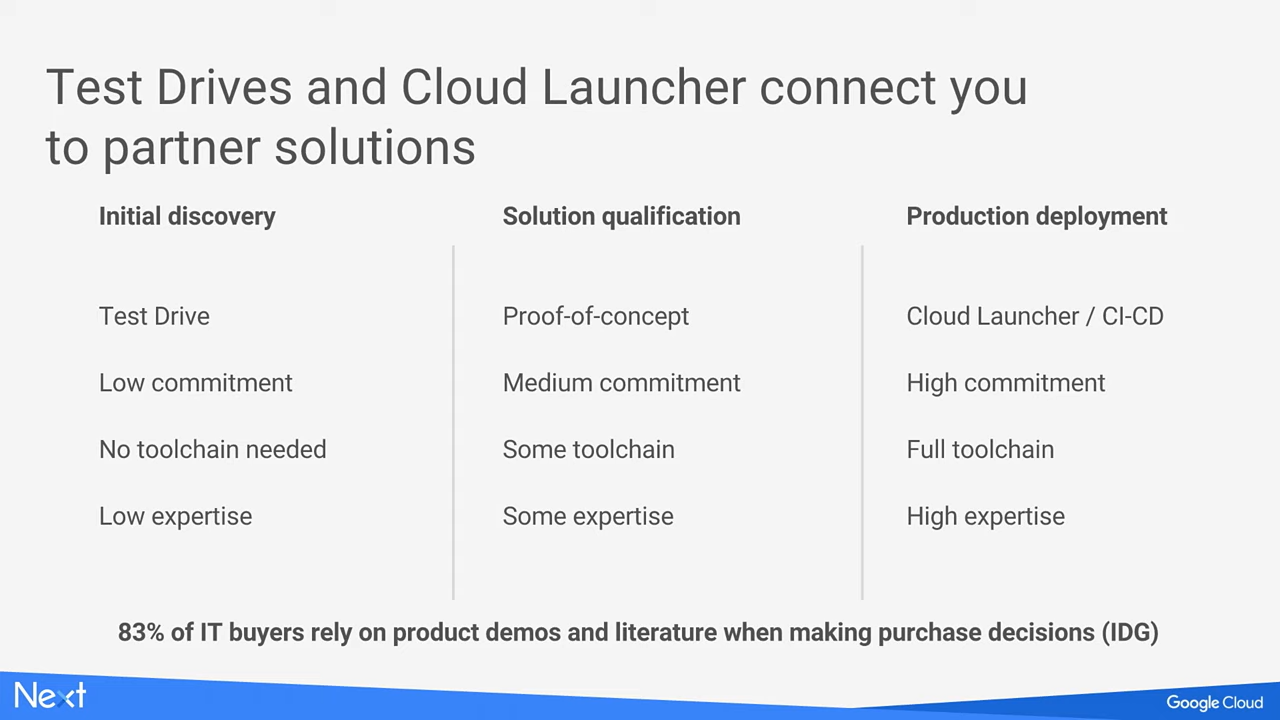 Test Drives and Cloud Launcher connect you
to partner solutions
Initial discovery
Test Drive
Low commitment
No toolchain needed
Low expertise
Solution qualification
Proof-of-concept
Medium commitment
Some toolchain
Some expertise
Production deployment
Cloud Launcher / CI-CD
High commitment
Full toolchain
High expertise
83% of IT buyers rely on product demos and literature when making purchase decisions (IDG)
Next
Google Cloud